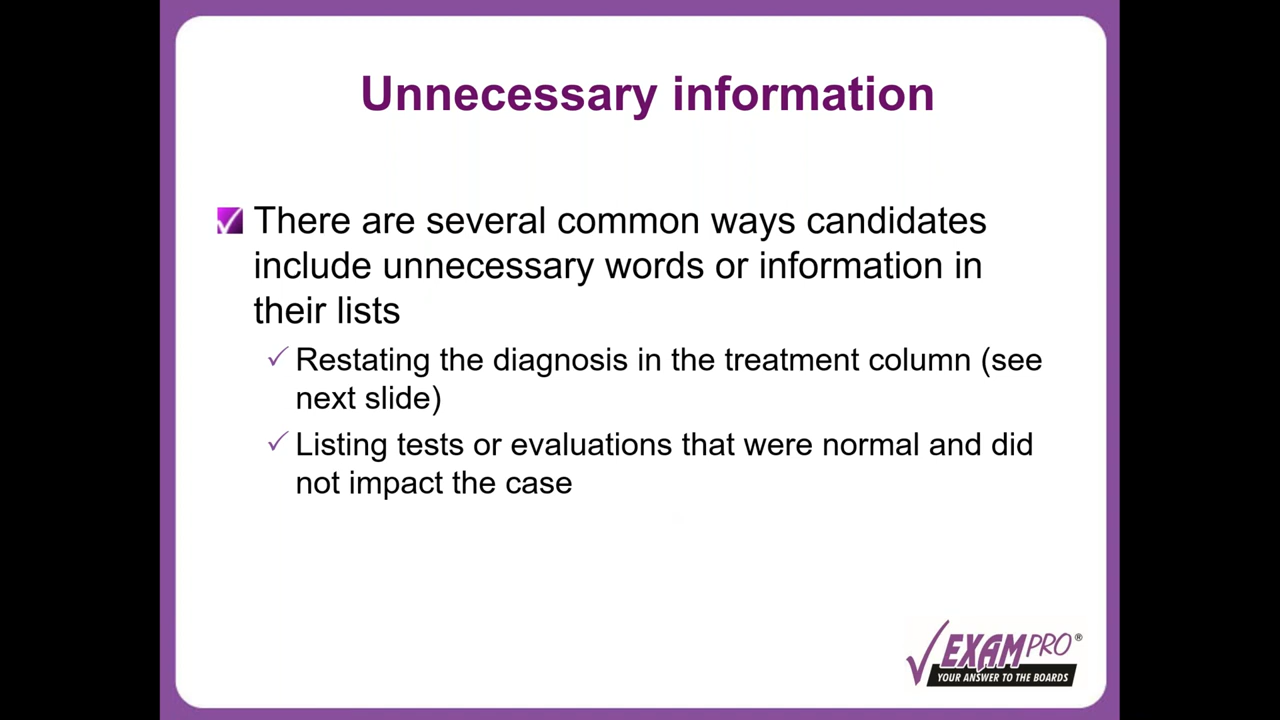 Unnecessary information
There are several common ways candidates
include unnecessary words or information in
their lists
Restating the diagnosis in the treatment column (see
next slide)
Listing tests or evaluations that were normal and did
not impact the case
EXAMPRO®
YOUR ANSWER TO THE BOARDS